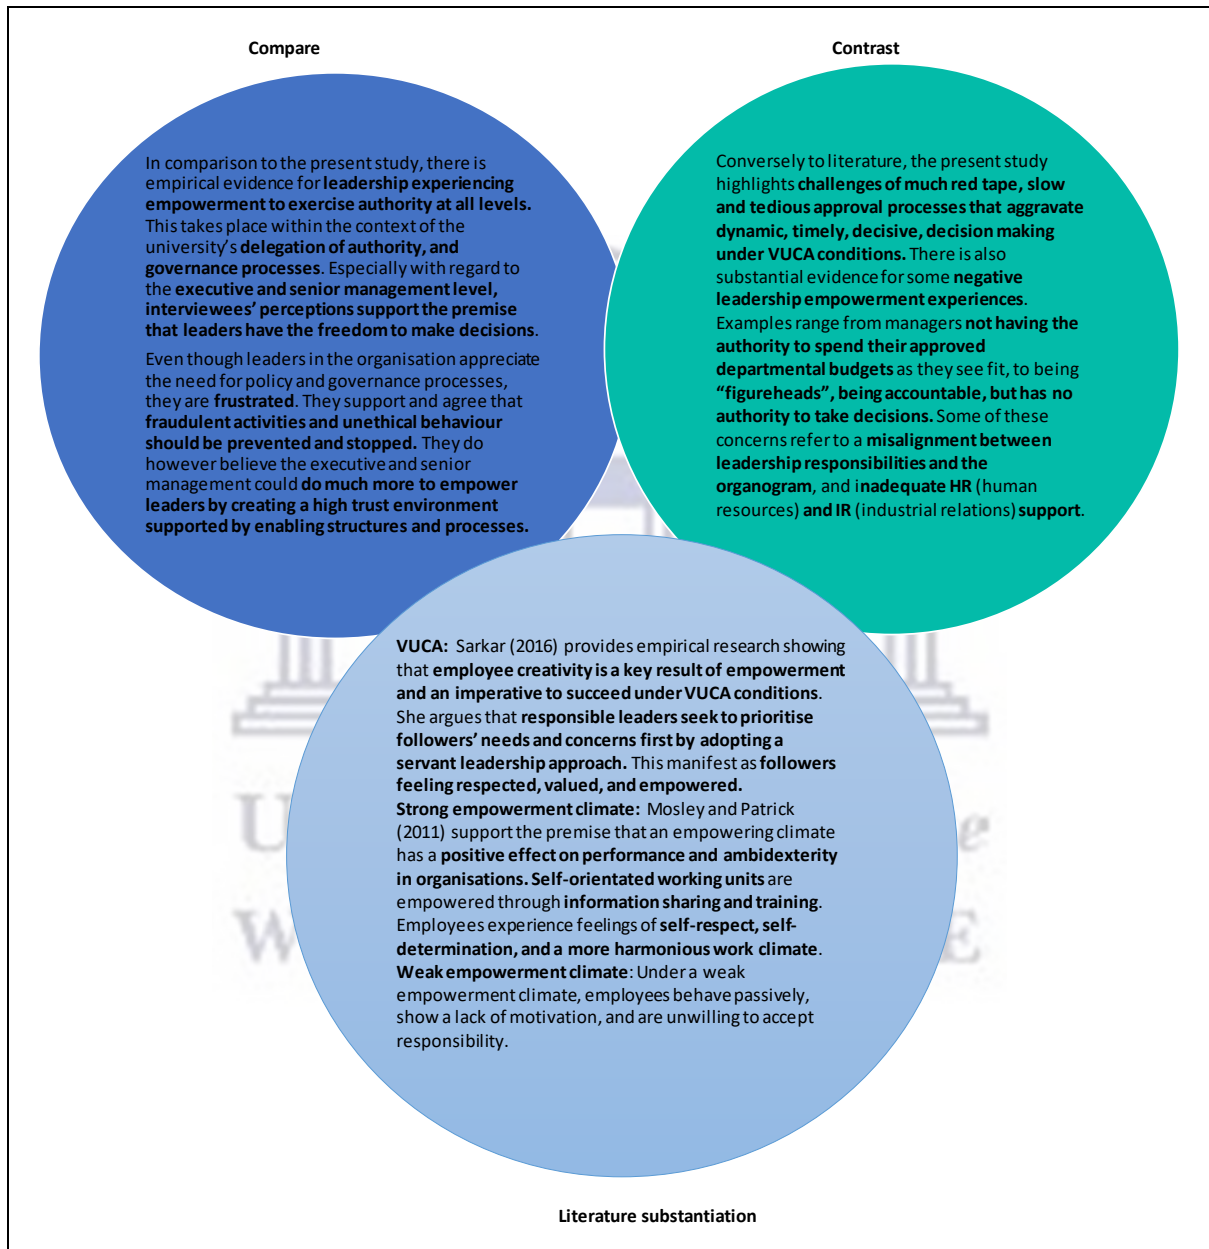 Compare
Contrast
In comparison to the present study, there is
empirical evidence for leadership experiencing
empowerment to exercise authority at all levels.
This takes place within the context of the
university's delegation of authority, and
governance processes. Especially with regard to
the executive and senior management level,
interviewees' perceptions support the premise
that leaders have the freedom to make decisions.
Even though leaders in the organisation appreciate
the need for policy and governance processes,
they are frustrated. They support and agree that
fraudulent activities and unethical behaviour
should be prevented and stopped. They do
however believe the executive and senior
management could do much more to empower
leaders by creating a high trust environment
supported by enabling structures and processes.
Conversely to literature, the present study
highlights challenges of much red tape, slow
and tedious approval processes that aggravate
dynamic, timely, decisive, decision making
under VUCA conditions. There is also
substantial evidence for some negative
leadership empowerment experiences.
Examples range from managers not having the
authority to spend their approved
departmental budgets as they see fit, to being
"figureheads", being accountable, but has no
authority to take decisions. Some of these
concerns refer to a misalignment between
leadership responsibilities and the
organogram, and inadequate HR (human
resources) and IR (industrial relations) support.
VUCA: Sarkar (2016) provides empirical research showing
that employee creativity is a key result of empowerment
and an imperative to succeed under VUCA conditions.
She argues that responsible leaders seek to prioritise
followers' needs and concerns first by adopting a
servant leadership approach. This manifest as followers
feeling respected, valued, and empowered.
Strong empowerment climate: Mosley and Patrick
(2011) support the premise that an empowering climate
has a positive effect on performance and ambidexterity
in organisations. Self-orientated working units are
empowered through information sharing and training.
Employees experience feelings of self-respect, self-
determination, and a more harmonious work climate.
Weak empowerment climate: Under a weak
empowerment climate, employees behave passively,
show a lack of motivation, and are unwilling to accept
responsibility.
Literature substantiation